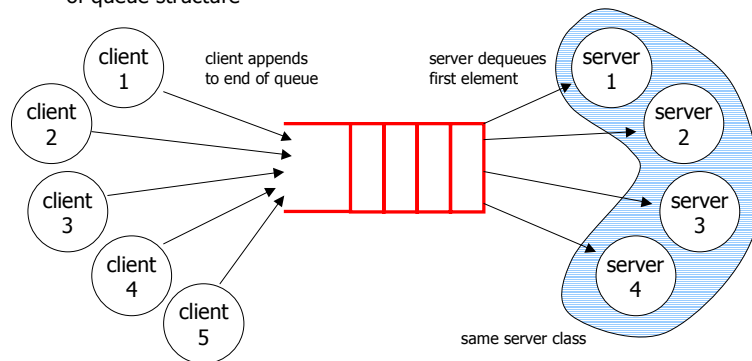 of queue structure
client
1
client appends
to end of queue
server dequeues
first element
server
1
client
2
server
2
client
3
server
3
client
4
server
4
client
5
same server class